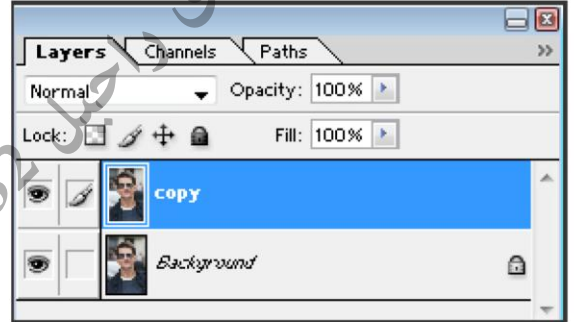 Layers Channels Paths
Normal Opacity: 100%
Lock: Fill: 100%
copy
Background